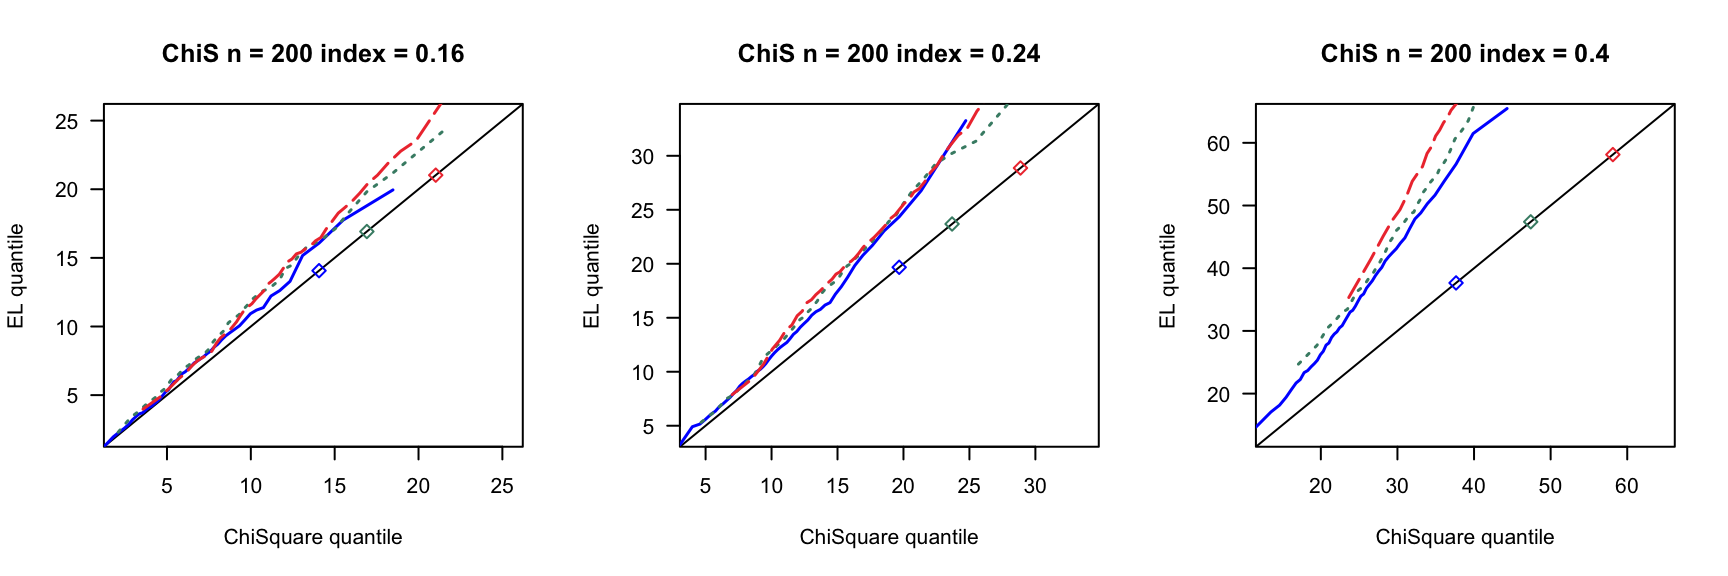 ChiS n = 200 index = 0.16
25
20
15
10
5
EL quantile
5 10 15 20 25
ChiSquare quantile
ChiS n = 200 index = 0.24
30
25
20
15
10
5
EL quantile
5 10 15 20 25 30
ChiSquare quantile
ChiS n = 200 index = 0.4
60
50
40
30
20
EL quantile
20 30 40 50 60
ChiSquare quantile